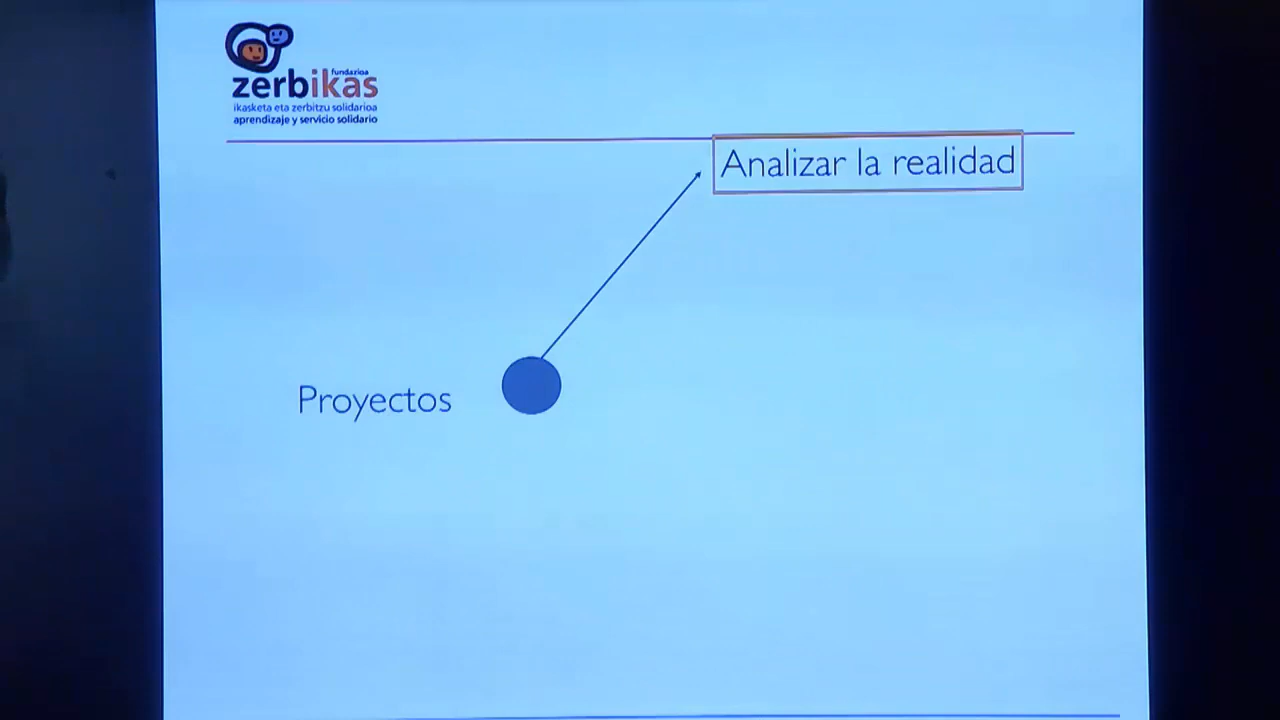 fundazioa
zerbikas
ikasketa eta zerbitzu solidarioa
aprendizaje y servicio solidario
Analizar la realidad
Proyectos